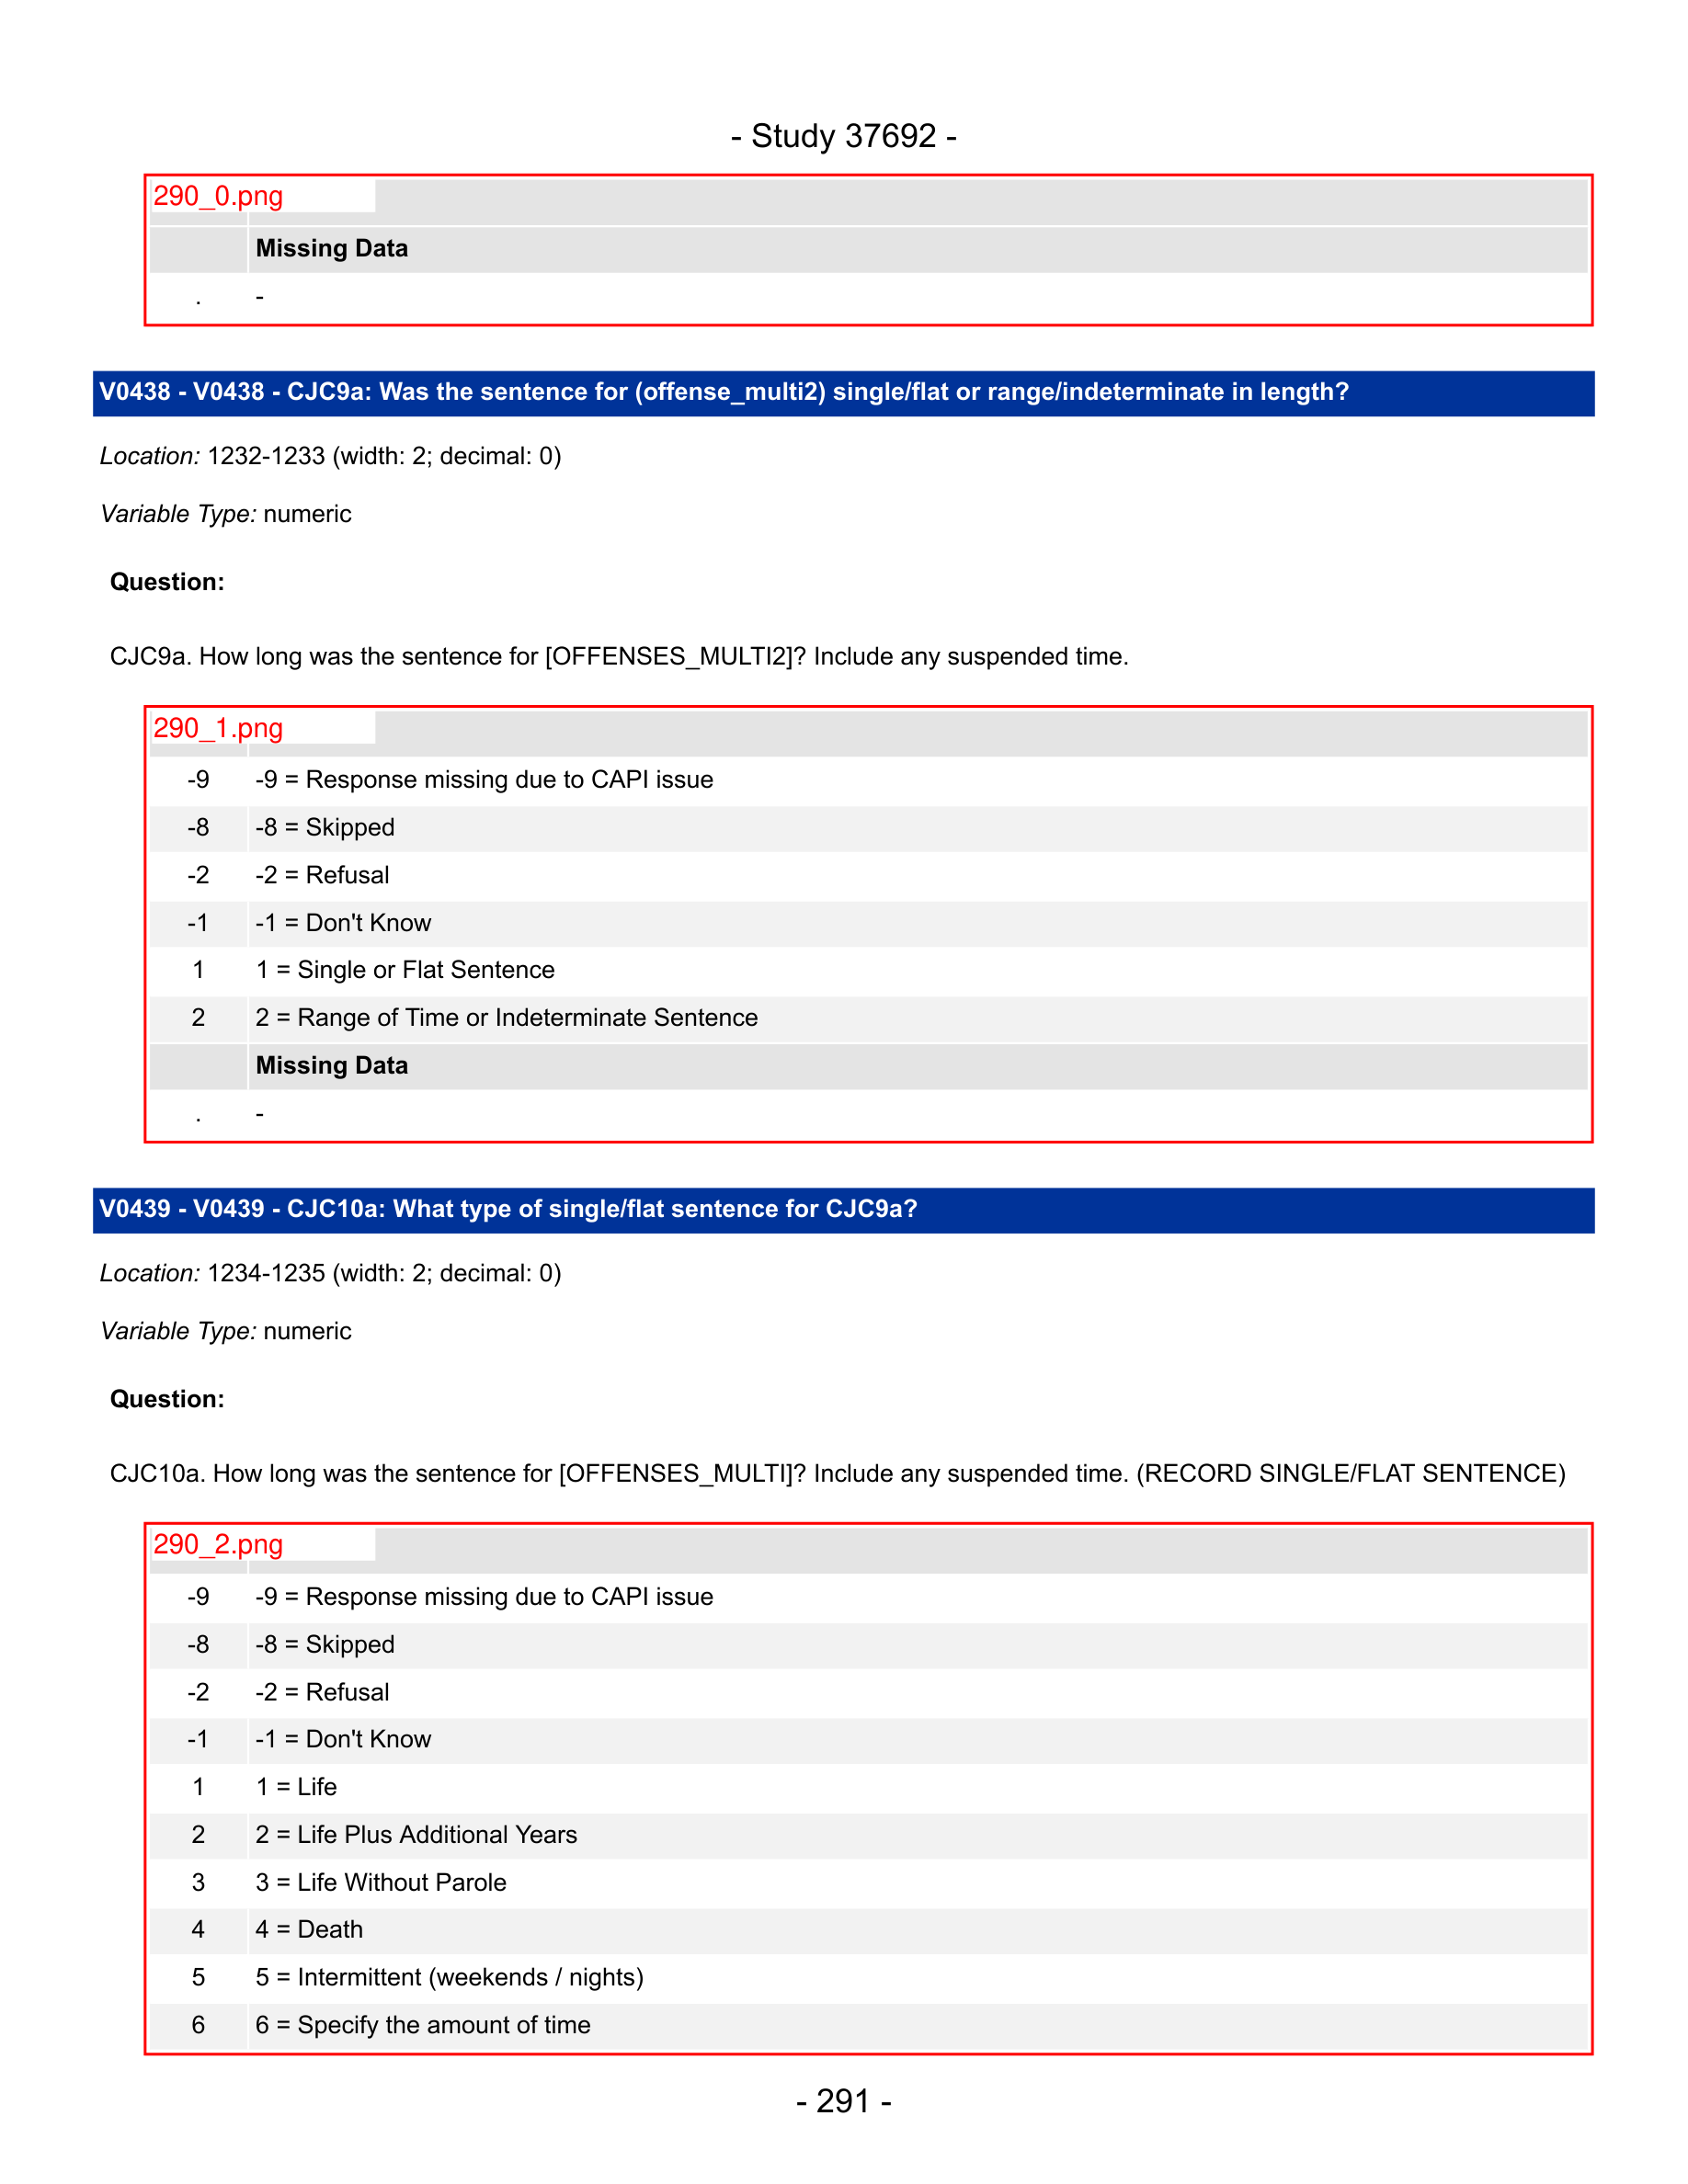 - Study 37692 -
290_0.png
Missing Data
. -
V0438 - V0438 - CJC9a: Was the sentence for (offense_multi2) single/flat or range/indeterminate in length?
Location: 1232-1233 (width: 2; decimal: 0)
Variable Type: numeric
Question:
CJC9a. How long was the sentence for [OFFENSES_MULTI2]? Include any suspended time.
290_1.png
-9 -9 = Response missing due to CAPI issue
-8 -8 = Skipped
-2 -2 = Refusal
-1 -1 = Don't Know
1 1 = Single or Flat Sentence
2 2 = Range of Time or Indeterminate Sentence
Missing Data
. -
V0439 - V0439 - CJC10a: What type of single/flat sentence for CJC9a?
Location: 1234-1235 (width: 2; decimal: 0)
Variable Type: numeric
Question:
CJC10a. How long was the sentence for [OFFENSES_MULTI]? Include any suspended time. (RECORD SINGLE/FLAT SENTENCE)
290_2.png
-9 -9 = Response missing due to CAPI issue
-8 -8 = Skipped
-2 -2 = Refusal
-1 -1 = Don't Know
1 1 = Life
2 2 = Life Plus Additional Years
3 3 = Life Without Parole
4 4 = Death
5 5 = Intermittent (weekends / nights)
6 6 = Specify the amount of time
- 291 -